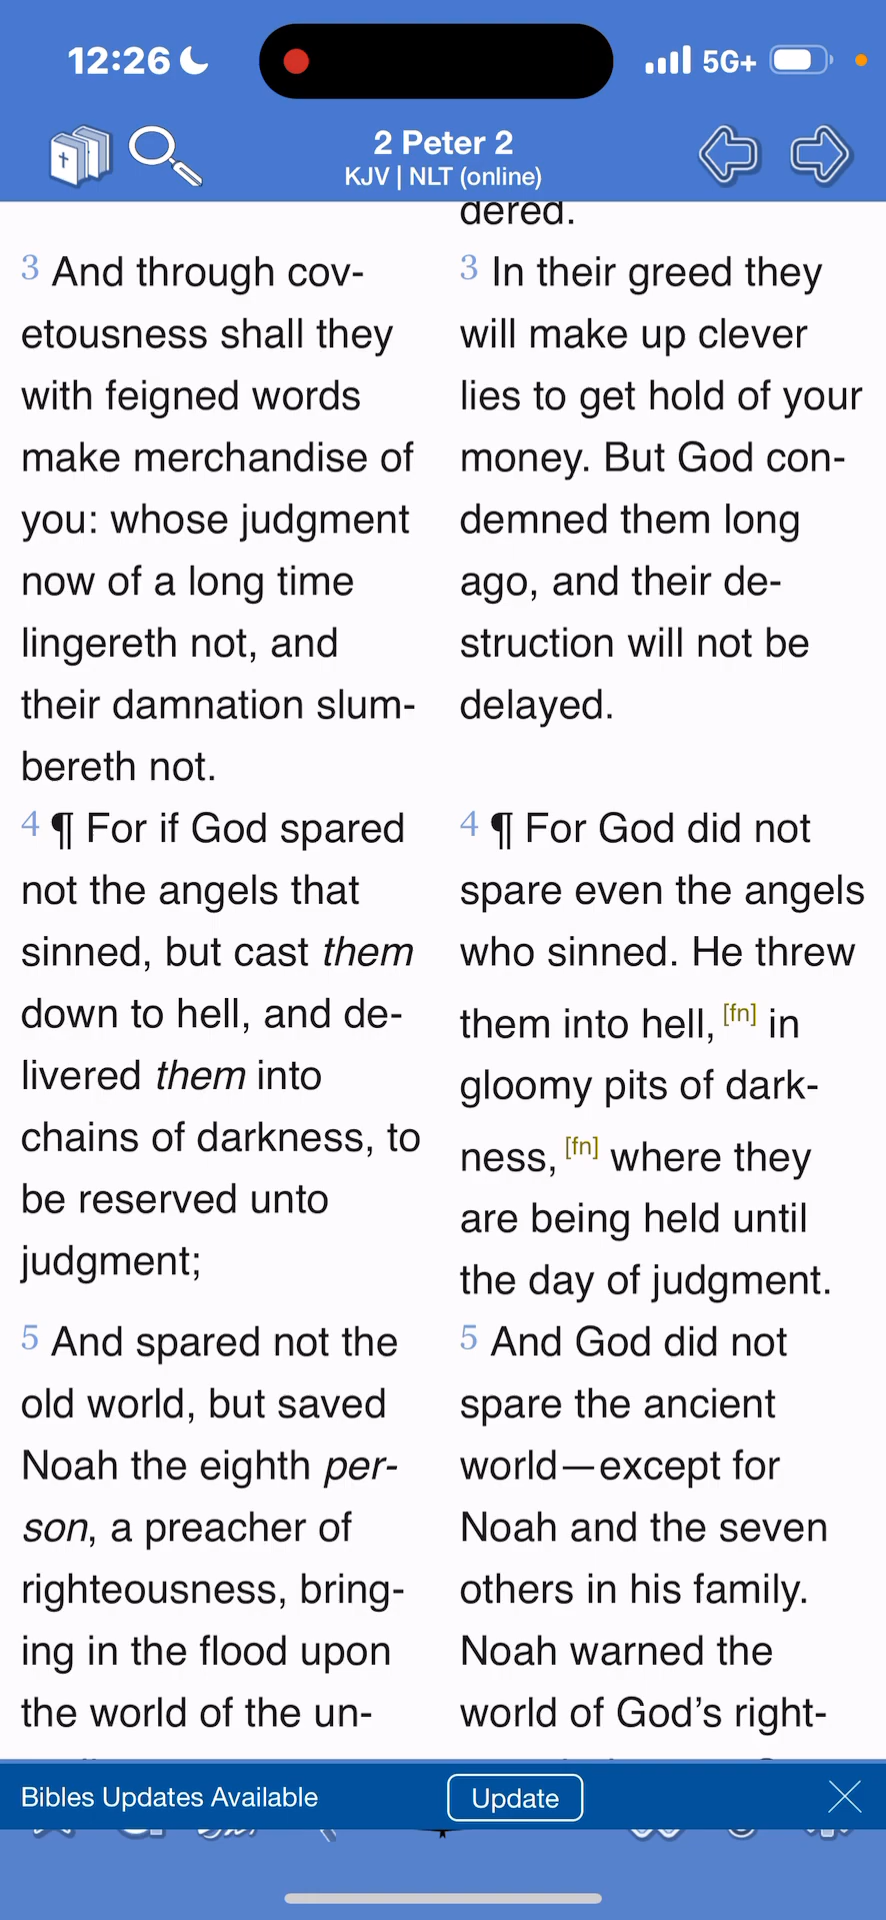 12:26
5G+
2 Peter 2
KJV | NLT (online)
3 And through cov-
etousness shall they
with feigned words
make merchandise of
you: whose judgment
now of a long time
lingereth not, and
their damnation slum-
bereth not.
4 ¶ For if God spared
not the angels that
sinned, but cast them
down to hell, and de-
livered them into
chains of darkness, to
be reserved unto
judgment;
5 And spared not the
old world, but saved
Noah the eighth per-
son, a preacher of
righteousness, bring-
ing in the flood upon
the world of the un-
dered.
3 In their greed they
will make up clever
lies to get hold of your
money. But God con-
demned them long
ago, and their de-
struction will not be
delayed.
4 ¶ For God did not
spare even the angels
who sinned. He threw
them into hell, [fn] in
gloomy pits of dark-
ness, [fn] where they
are being held until
the day of judgment.
5 And God did not
spare the ancient
world—except for
Noah and the seven
others in his family.
Noah warned the
world of God’s right-
Bibles Updates Available
Update